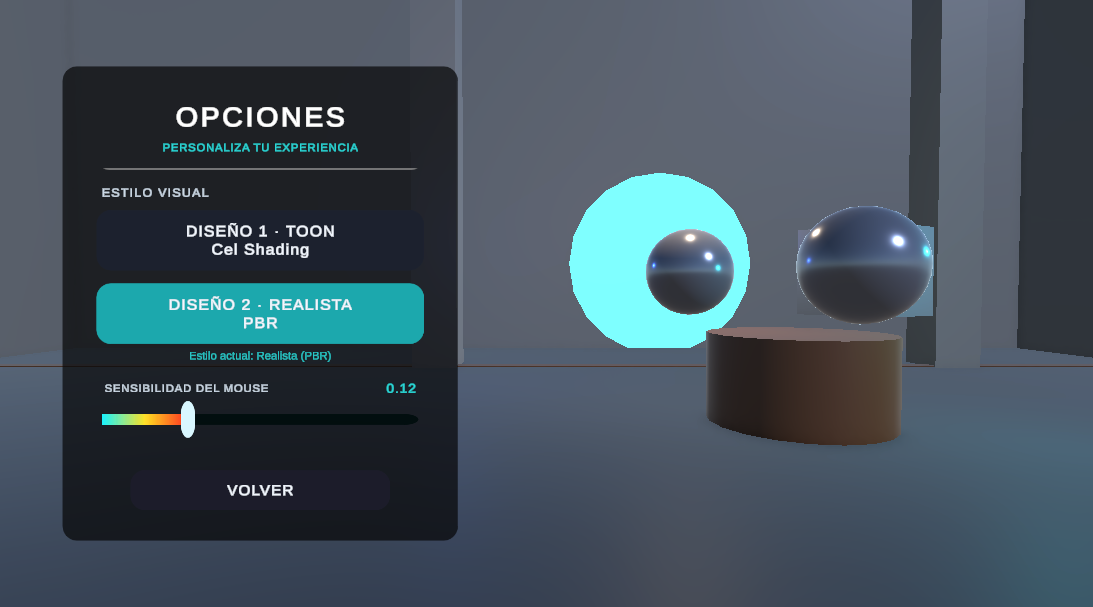 OPCIONES
PERSONALIZA TU EXPERIENCIA
ESTILO VISUAL
DISEÑO 1 · TOON
Cel Shading
DISEÑO 2 · REALISTA
PBR
Estilo actual: Realista (PBR)
SENSIBILIDAD DEL MOUSE 0.12
VOLVER